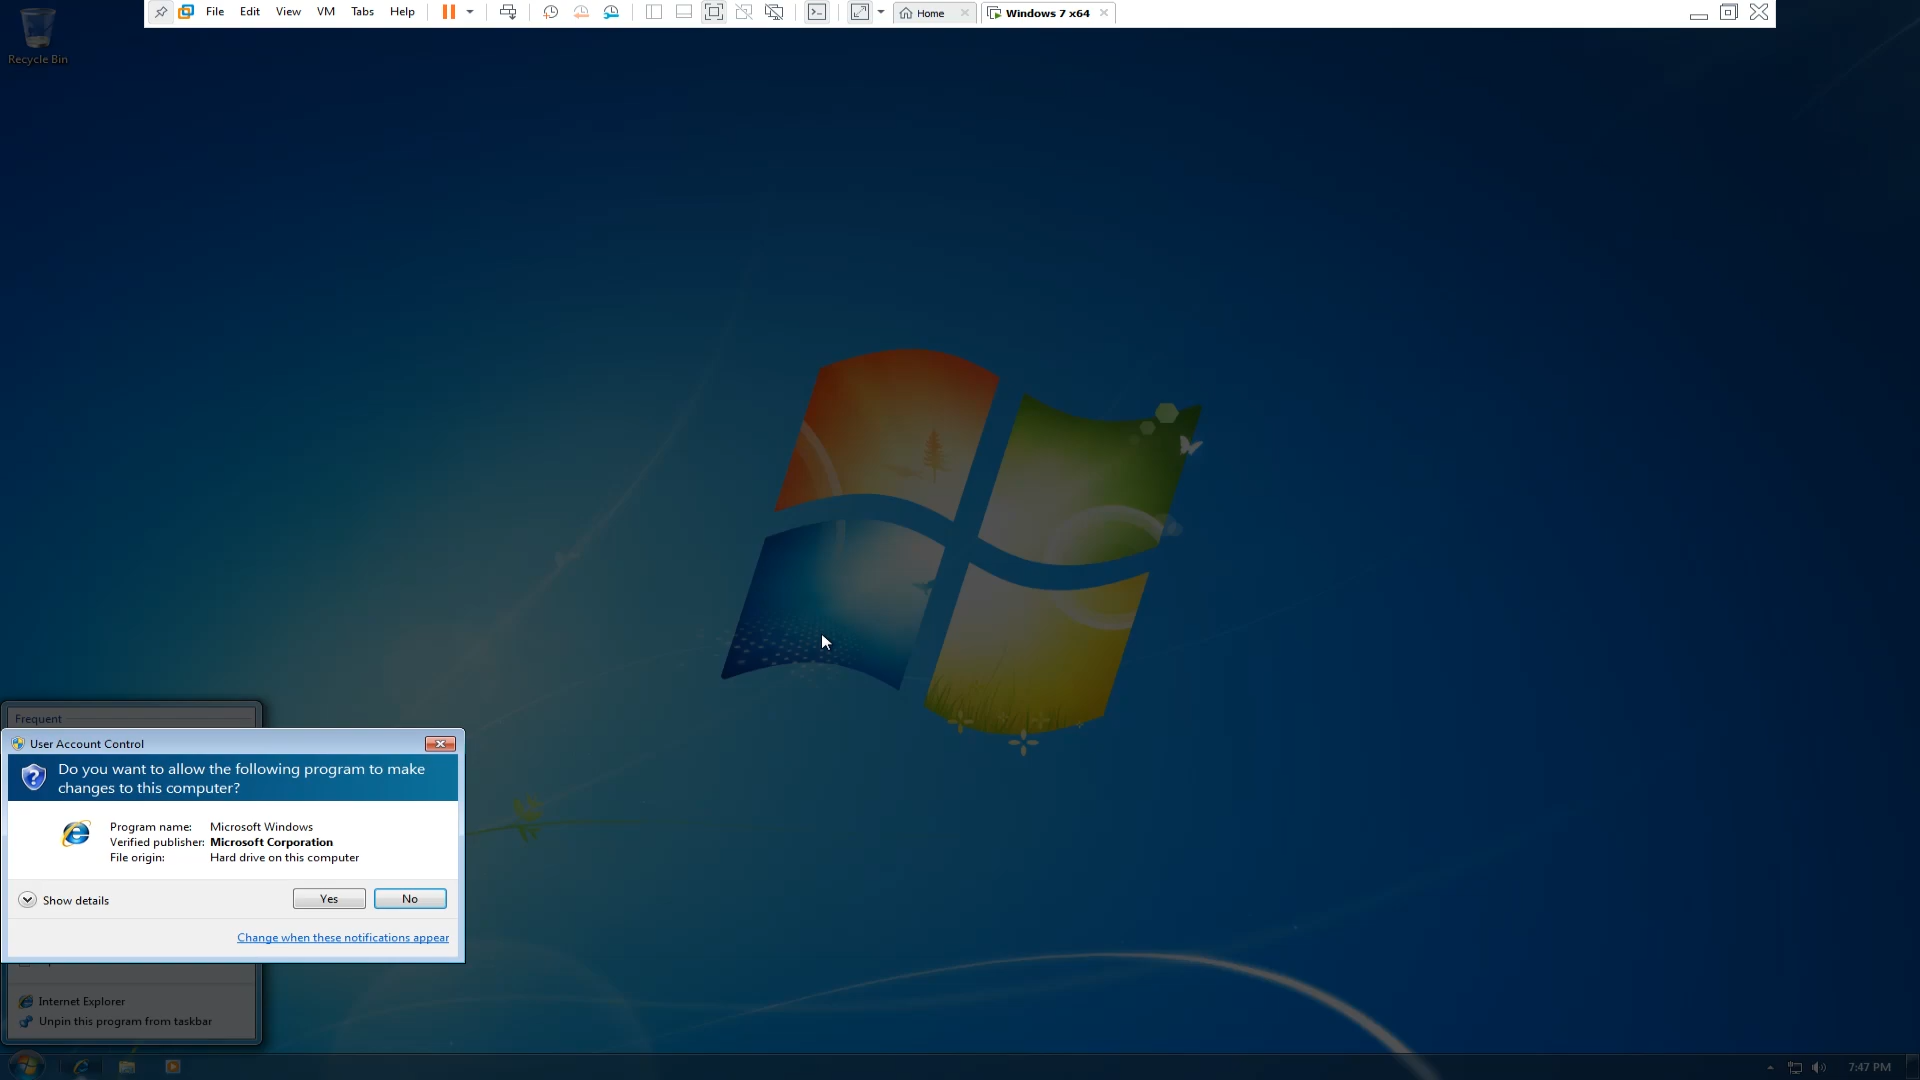 File Edit View VM Tabs Help Home Windows 7 x64
Recycle Bin
Frequent
User Account Control
Do you want to allow the following program to make
changes to this computer?
Program name: Microsoft Windows
Verified publisher: Microsoft Corporation
File origin: Hard drive on this computer
Show details Yes No
Change when these notifications appear
Internet Explorer
Unpin this program from taskbar
7:47 PM